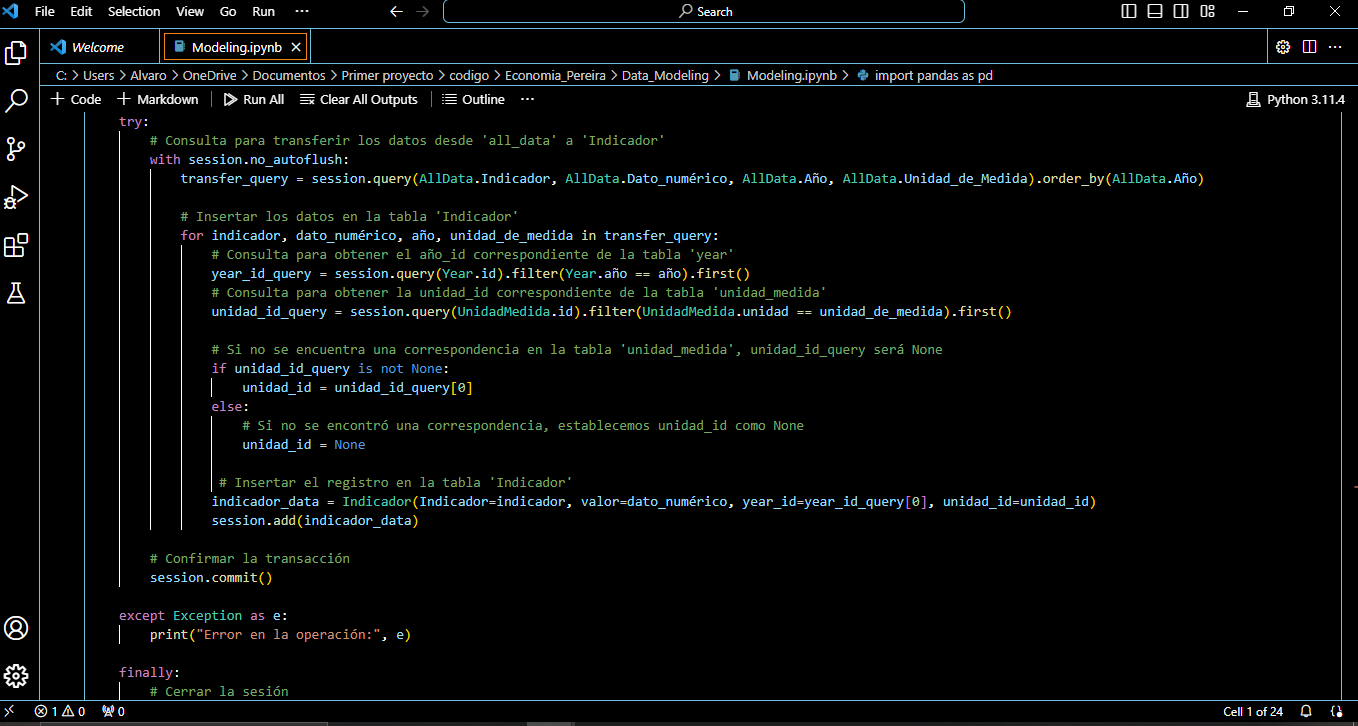 File Edit Selection View Go Run ··· Search
Welcome Modeling.ipynb
C: > Users > Alvaro > OneDrive > Documentos > Primer proyecto > codigo > Economia_Pereira > Data_Modeling > Modeling.ipynb > import pandas as pd
+ Code + Markdown Run All Clear All Outputs Outline ··· Python 3.11.4
try:
# Consulta para transferir los datos desde 'all_data' a 'Indicador'
with session.no_autoflush:
transfer_query = session.query(AllData.Indicador, AllData.Dato_numérico, AllData.Año, AllData.Unidad_de_Medida).order_by(AllData.Año)
# Insertar los datos en la tabla 'Indicador'
for indicador, dato_numérico, año, unidad_de_medida in transfer_query:
# Consulta para obtener el año_id correspondiente de la tabla 'year'
year_id_query = session.query(Year.id).filter(Year.año == año).first()
# Consulta para obtener la unidad_id correspondiente de la tabla 'unidad_medida'
unidad_id_query = session.query(UnidadMedida.id).filter(UnidadMedida.unidad == unidad_de_medida).first()
# Si no se encuentra una correspondencia en la tabla 'unidad_medida', unidad_id_query será None
if unidad_id_query is not None:
unidad_id = unidad_id_query[0]
else:
# Si no se encontró una correspondencia, establecemos unidad_id como None
unidad_id = None
# Insertar el registro en la tabla 'Indicador'
indicador_data = Indicador(Indicador=indicador, valor=dato_numérico, year_id=year_id_query[0], unidad_id=unidad_id)
session.add(indicador_data)
# Confirmar la transacción
session.commit()
except Exception as e:
print("Error en la operación:", e)
finally:
# Cerrar la sesión
1 0 0 Cell 1 of 24